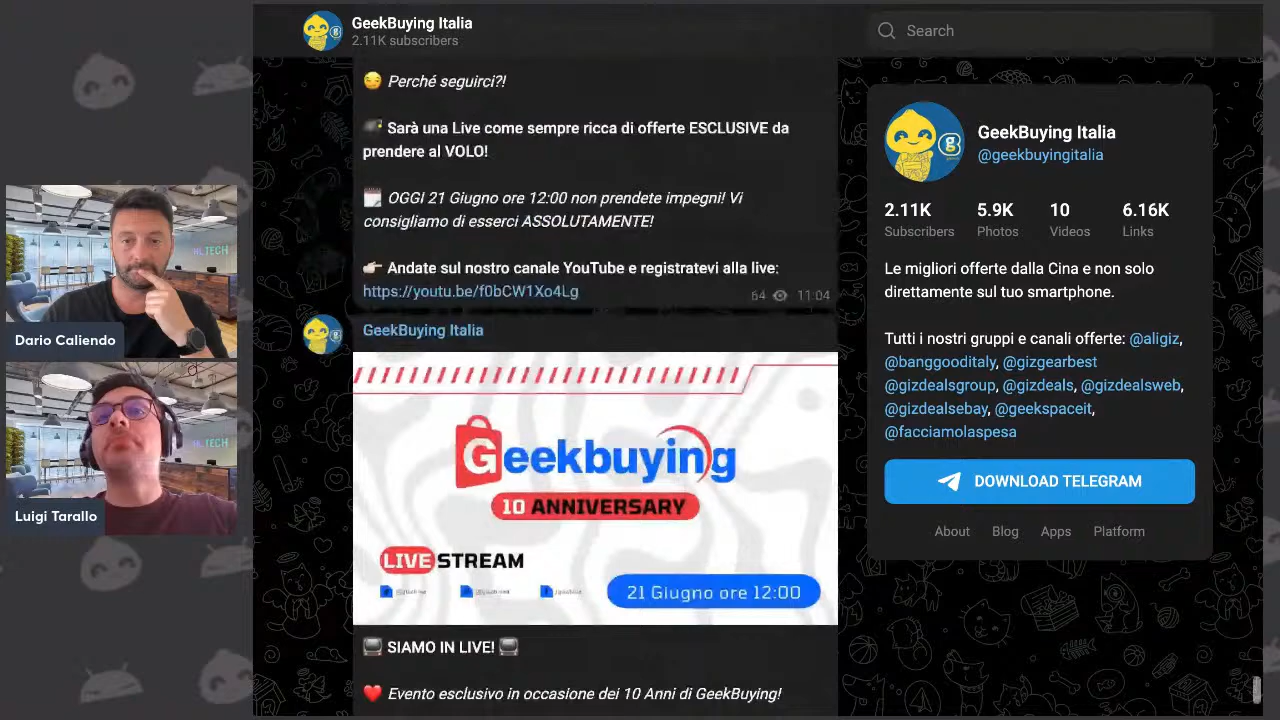 GeekBuying Italia
2.11K subscribers
Search
Perché seguirci?!
Sarà una Live come sempre ricca di offerte ESCLUSIVE da
prendere al VOLO!
OGGI 21 Giugno ore 12:00 non prendete impegni! Vi
consigliamo di esserci ASSOLUTAMENTE!
Andate sul nostro canale YouTube e registratevi alla live:
https://youtu.be/f0bCW1Xo4Lg
64 11:04
GeekBuying Italia
Geekbuying
10 ANNIVERSARY
LIVE STREAM
21 Giugno ore 12:00
SIAMO IN LIVE!
Evento esclusivo in occasione dei 10 Anni di GeekBuying!
GeekBuying Italia
@geekbuyingitalia
2.11K 5.9K 10 6.16K
Subscribers Photos Videos Links
Le migliori offerte dalla Cina e non solo
direttamente sul tuo smartphone.
Tutti i nostri gruppi e canali offerte: @aligiz,
@banggooditaly, @gizgearbest
@gizdealsgroup, @gizdeals, @gizdealsweb,
@gizdealsebay, @geekspaceit,
@facciamolaspesa
DOWNLOAD TELEGRAM
About Blog Apps Platform
Dario Caliendo
Luigi Tarallo